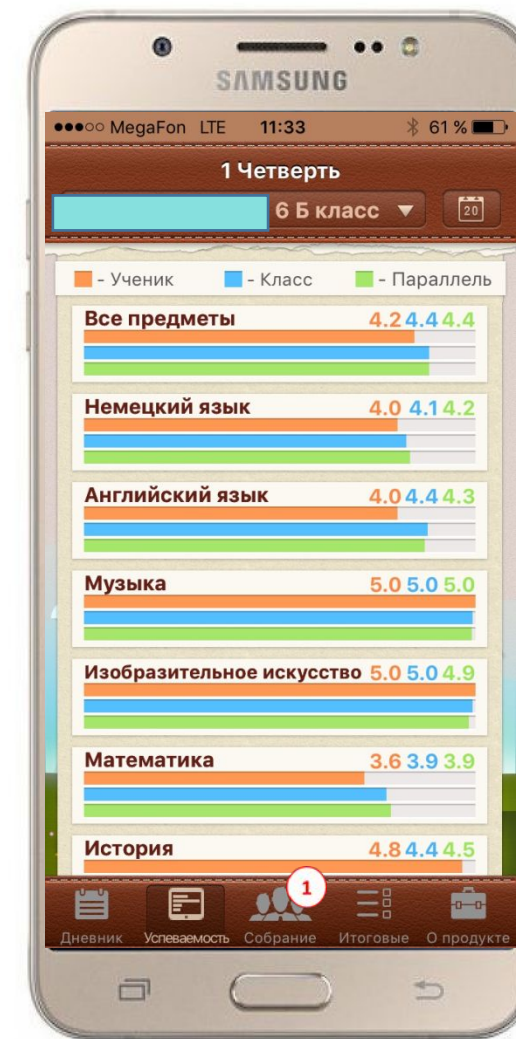 SAMSUNG
MegaFon LTE 11:33 61 %
1 Четверть
6 Б класс
20
- Ученик - Класс - Параллель
Все предметы 4.2 4.4 4.4
Немецкий язык 4.0 4.1 4.2
Английский язык 4.0 4.4 4.3
Музыка 5.0 5.0 5.0
Изобразительное искусство 5.0 5.0 4.9
Математика 3.6 3.9 3.9
История 4.8 4.4 4.5
1
Дневник Успеваемость Собрание Итоговые О продукте